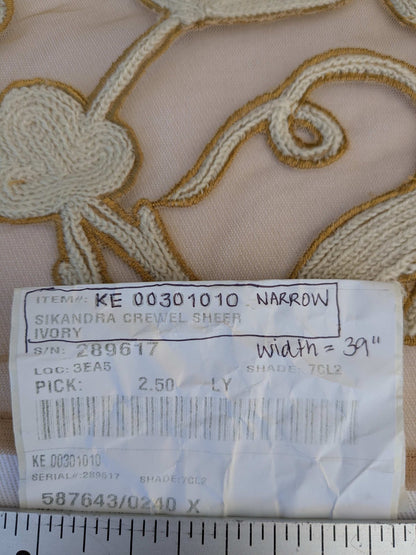 ITEM#: KE 00301010 NARROW
SIKANDRA CREWEL SHEER
IVORY
S/N: 289617 Width = 39"
LOC: 3EA5 SHADE: 7CL2
PICK: 2.50 LY
KE 00301010
SERIAL#:289617 SHADE:7CL2
587643/0240 X